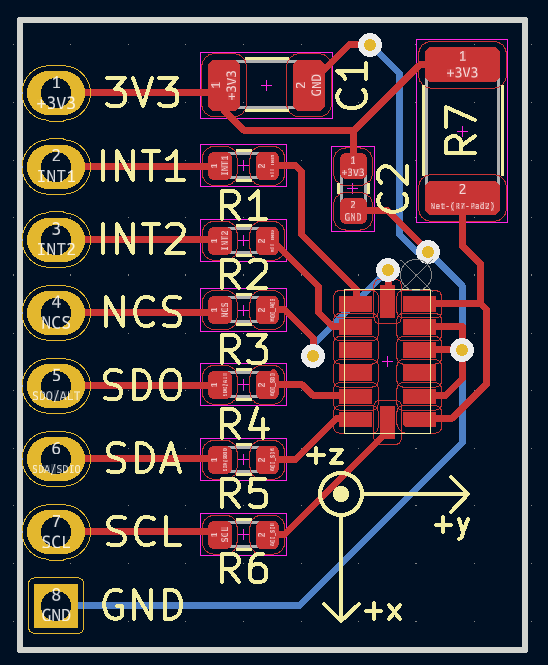 1
+3V3
3V3
1
+3V3
2
GND
C1
1
+3V3
R7
2
Net-(R7-Pad2)
2
INT1
INT1
1
INT1
2
R1
1
+3V3
2
GND
C2
3
INT2
INT2
1
INT2
2
R2
4
NCS
NCS
1
NCS
2
R3
5
SDO/ALT
SDO
1
2
R4
6
SDA/SDIO
SDA
1
2
R5
7
SCL
SCL
1
SCL
2
R6
8
GND
GND
+z
+y
+x